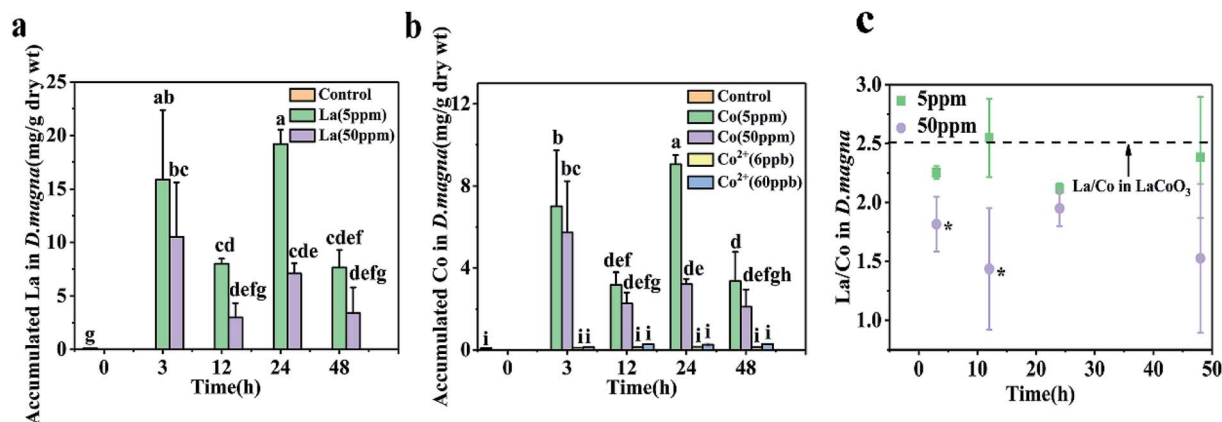 a
Accumulated La in D.magna(mg/g dry wt)
25
20
15
10
5
0
Control
La(5ppm)
La(50ppm)
g
ab
bc
cd
defg
a
cde
cdef
defg
0 3 12 24 48
Time(h)
b
Accumulated Co in D.magna(mg/g dry wt)
12
9
6
3
0
Control
Co(5ppm)
Co(50ppm)
Co²⁺(6ppb)
Co²⁺(60ppb)
i
b
bc
ii
def
defg
i i
a
de
i i
d
defgh
i i
0 3 12 24 48
Time(h)
c
La/Co in D.magna
3.0
2.5
2.0
1.5
1.0
5ppm
50ppm
La/Co in LaCoO₃
*
*
0 10 20 30 40 50
Time(h)